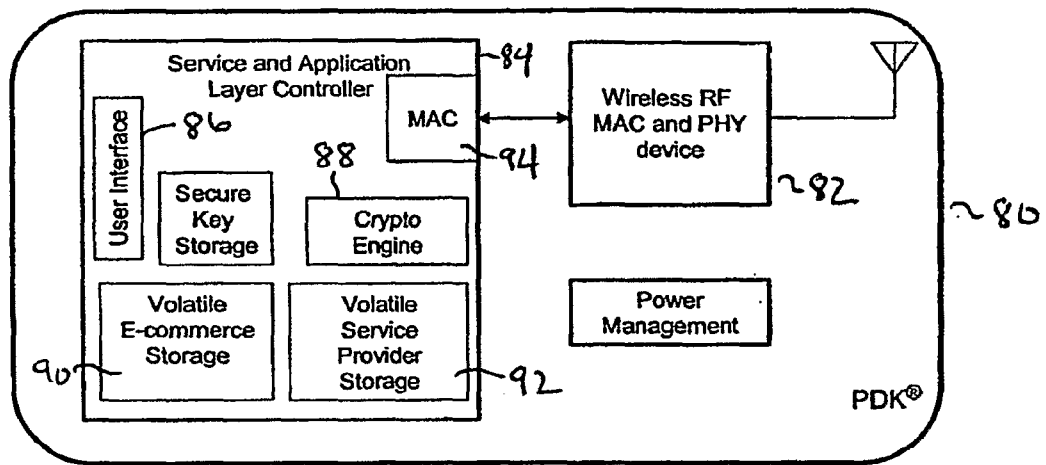 Service and Application
Layer Controller
84
User Interface
86
MAC
94
88
Secure
Key
Storage
Crypto
Engine
Volatile
E-commerce
Storage
90
Volatile
Service
Provider
Storage
92
Wireless RF
MAC and PHY
device
82
80
Power
Management
PDK®